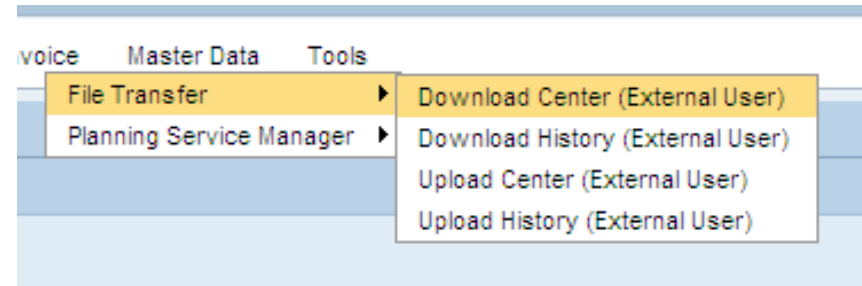 voice Master Data Tools
File Transfer
Planning Service Manager
Download Center (External User)
Download History (External User)
Upload Center (External User)
Upload History (External User)